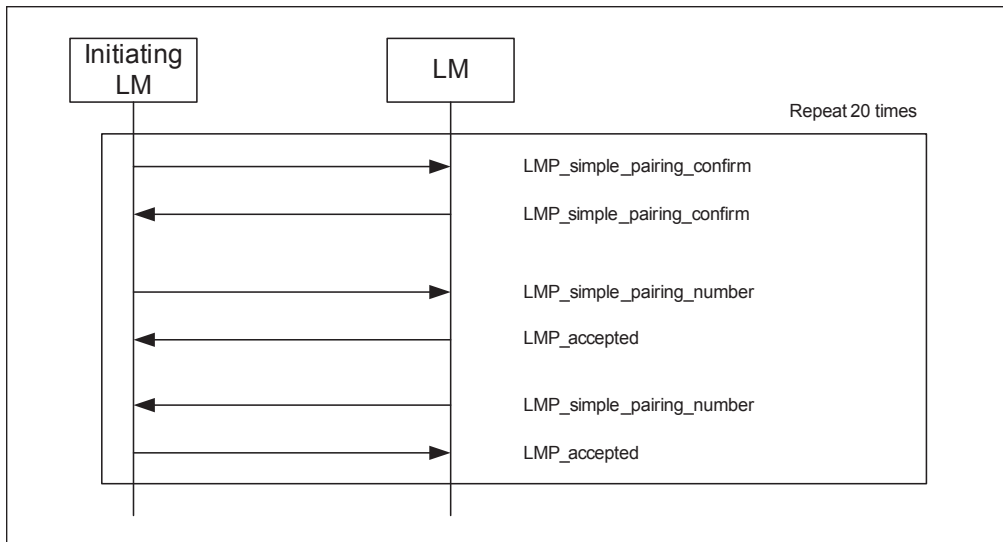 Initiating
LM
LM
Repeat 20 times
LMP_simple_pairing_confirm
LMP_simple_pairing_confirm
LMP_simple_pairing_number
LMP_accepted
LMP_simple_pairing_number
LMP_accepted